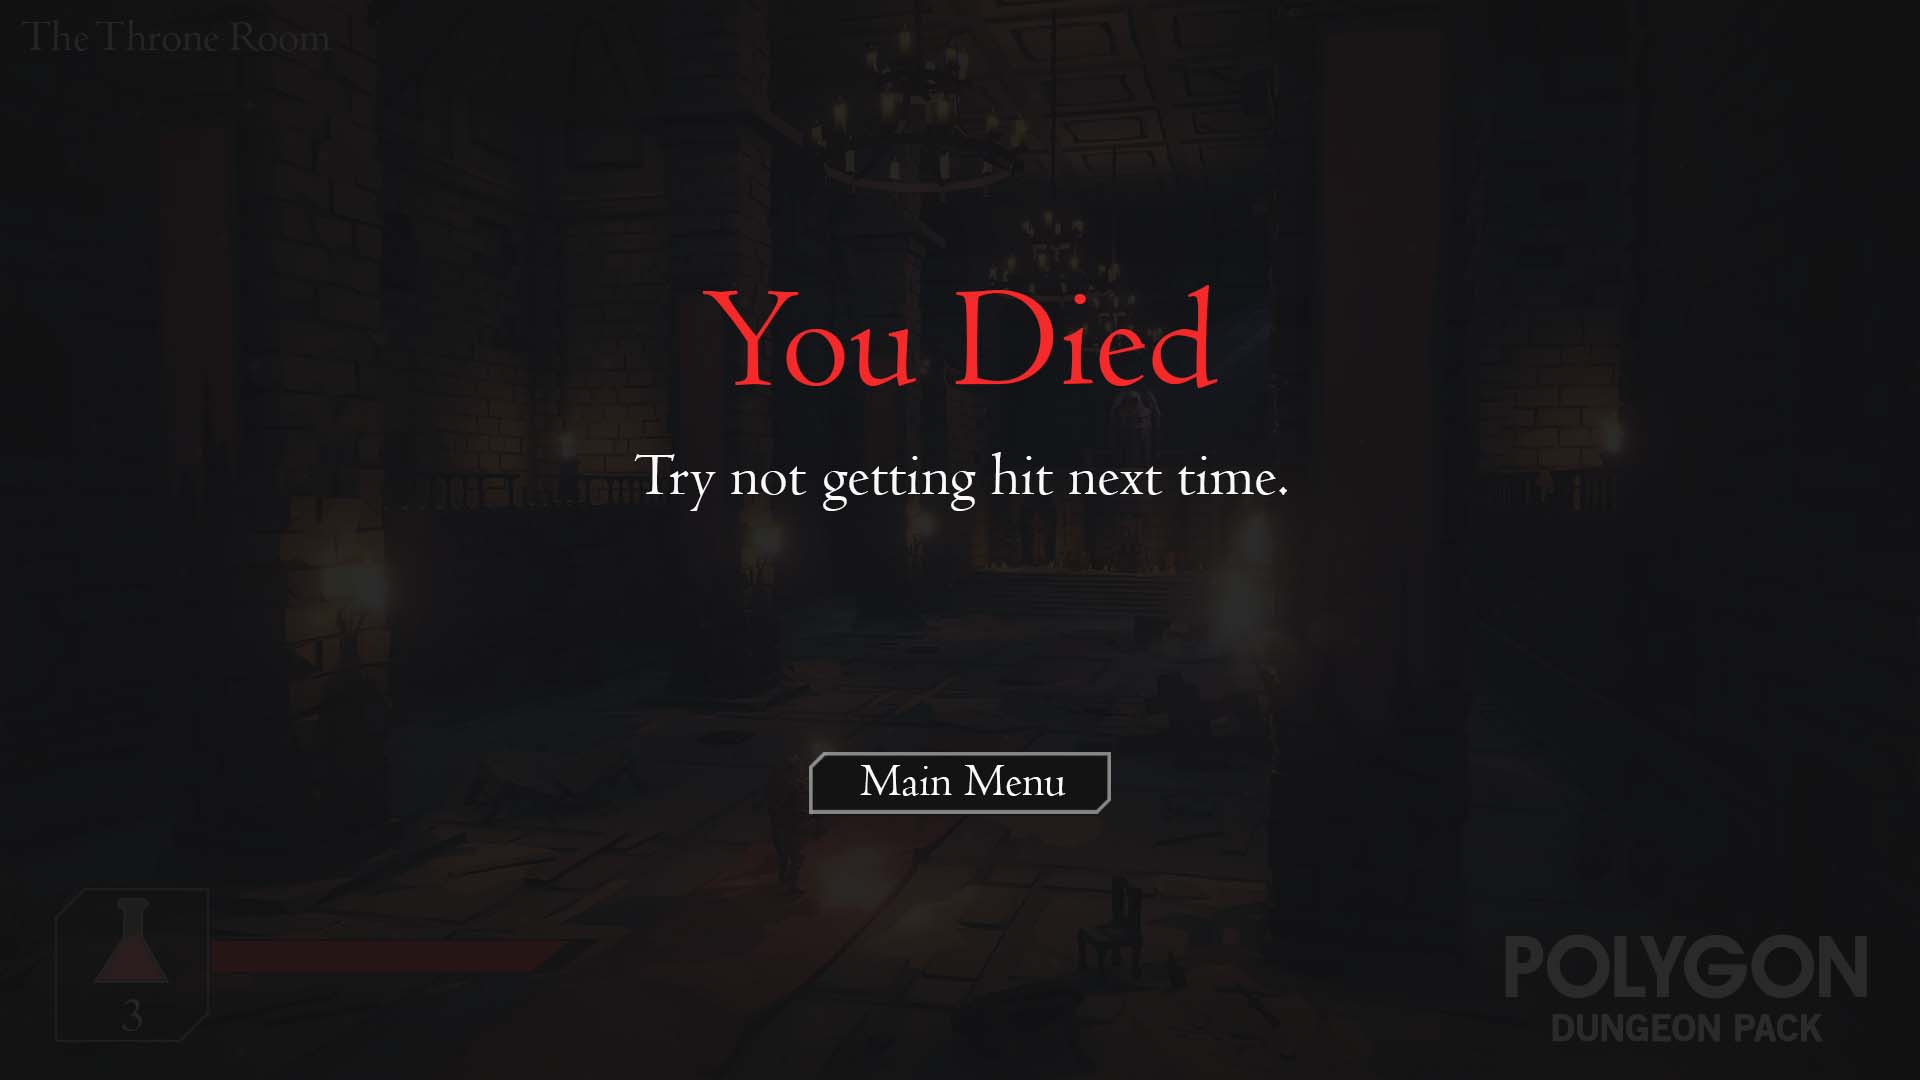 The Throne Room
You Died
Try not getting hit next time.
Main Menu
3
POLYGON
DUNGEON PACK